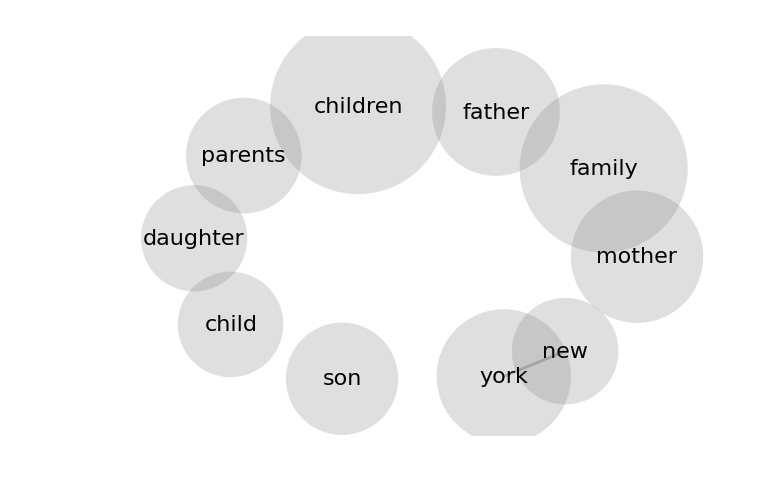 children
father
parents
family
daughter
mother
child
new
york
son